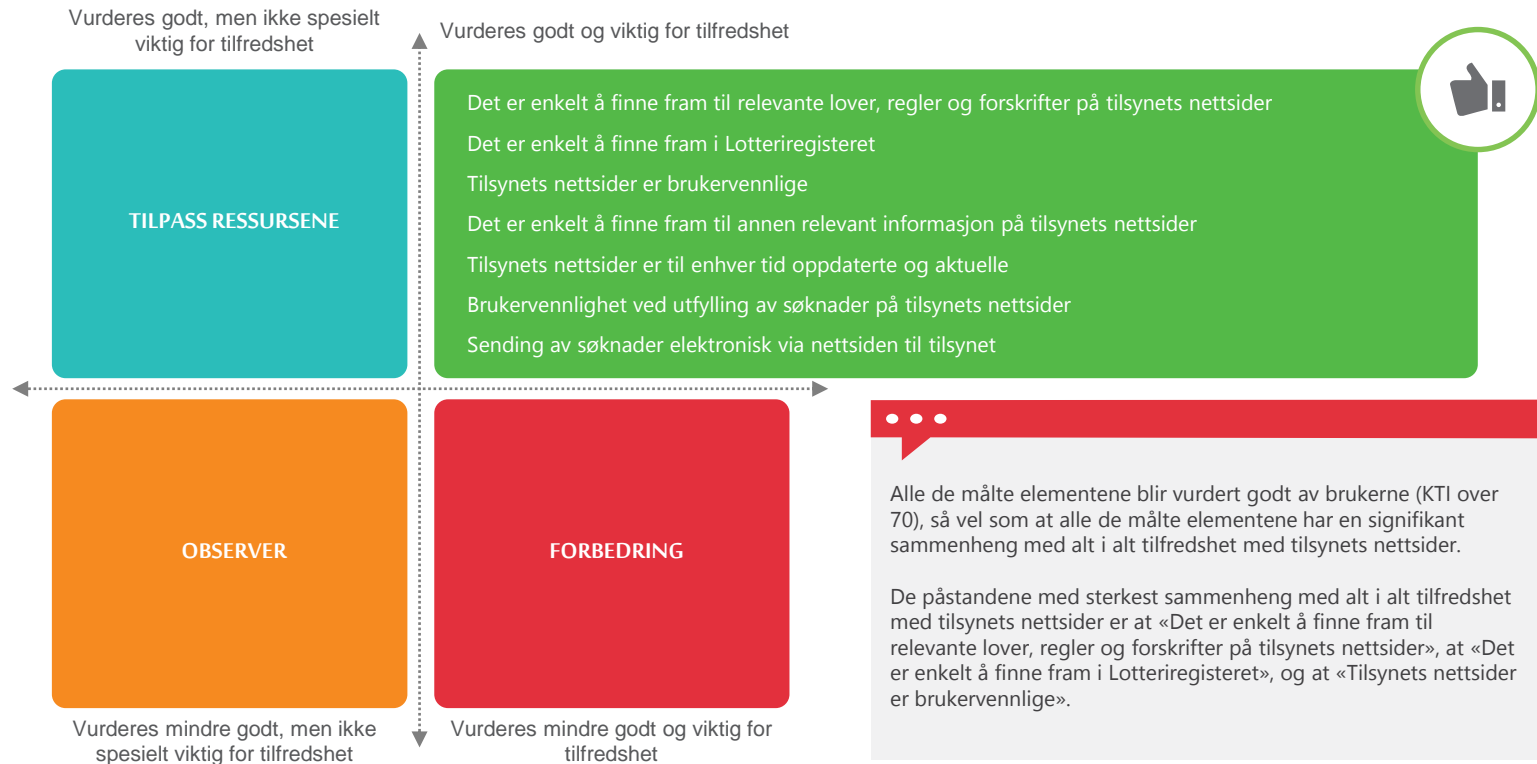 Vurderes godt, men ikke spesielt
viktig for tilfredshet
Vurderes godt og viktig for tilfredshet
TILPASS RESSURSENE
Det er enkelt å finne fram til relevante lover, regler og forskrifter på tilsynets nettsider
Det er enkelt å finne fram i Lotteriregisteret
Tilsynets nettsider er brukervennlige
Det er enkelt å finne fram til annen relevant informasjon på tilsynets nettsider
Tilsynets nettsider er til enhver tid oppdaterte og aktuelle
Brukervennlighet ved utfylling av søknader på tilsynets nettsider
Sending av søknader elektronisk via nettsiden til tilsynet
OBSERVER
FORBEDRING
Alle de målte elementene blir vurdert godt av brukerne (KTI over
70), så vel som at alle de målte elementene har en signifikant
sammenheng med alt i alt tilfredshet med tilsynets nettsider.
De påstandene med sterkest sammenheng med alt i alt tilfredshet
med tilsynets nettsider er at «Det er enkelt å finne fram til
relevante lover, regler og forskrifter på tilsynets nettsider», at «Det
er enkelt å finne fram i Lotteriregisteret», og at «Tilsynets nettsider
er brukervennlige».
Vurderes mindre godt, men ikke
spesielt viktig for tilfredshet
Vurderes mindre godt og viktig for
tilfredshet